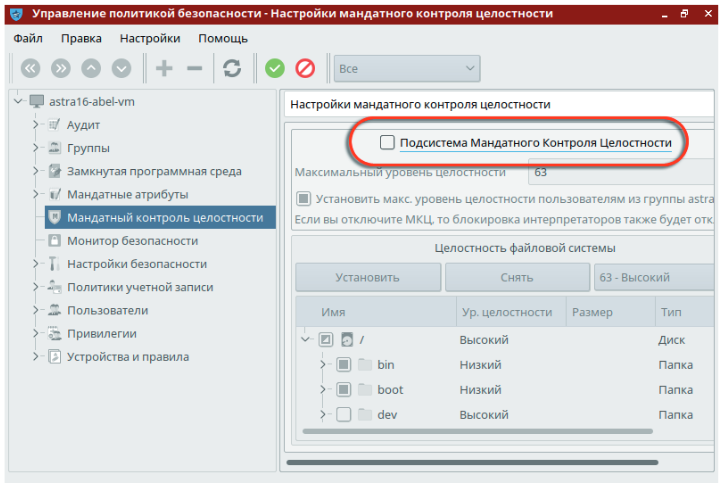 Управление политикой безопасности - Настройки мандатного контроля целостности
Файл Правка Настройки Помощь
Все
astra16-abel-vm
Аудит
Группы
Замкнутая программная среда
Мандатные атрибуты
Мандатный контроль целостности
Монитор безопасности
Настройки безопасности
Политики учетной записи
Пользователи
Привилегии
Устройства и правила
Настройки мандатного контроля целостности
Подсистема Мандатного Контроля Целостности
Максимальный уровень целостности 63
Установить макс. уровень целостности пользователям из группы astra
Если вы отключите МКЦ, то блокировка интерпретаторов также будет отк
Целостность файловой системы
Установить Снять 63 - Высокий
Имя Ур. целостности Размер Тип
/ Высокий Диск
bin Низкий Папка
boot Низкий Папка
dev Высокий Папка